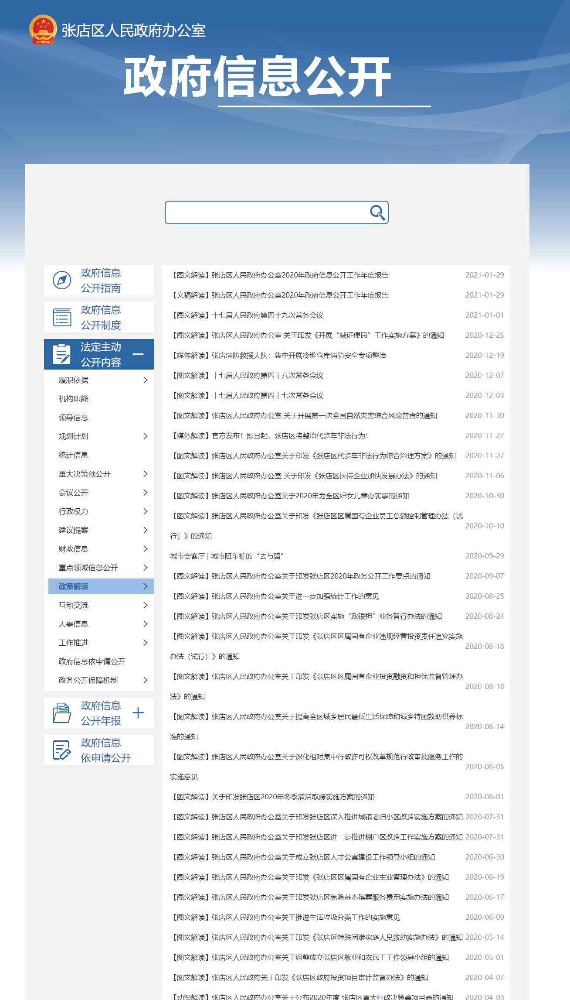 张店区人民政府办公室
政府信息公开
政府信息
公开指南
政府信息
公开制度
法定主动
公开内容
履职依据
机构职能
领导信息
规划计划
统计信息
重大决策预公开
会议公开
行政权力
建议提案
财政信息
重点领域信息公开
政策解读
互动交流
人事信息
工作推进
政府信息依申请公开
政务公开保障机制
政府信息
公开年报
政府信息
依申请公开
【图文解读】张店区人民政府办公室2020年政府信息公开工作年度报告 2021-01-29
【文稿解读】张店区人民政府办公室2020年政府信息公开工作年度报告 2021-01-29
【图文解读】十七届人民政府第四十九次常务会议 2021-01-01
【图文解读】张店区人民政府办公室 关于印发《开展“减证便民”工作实施方案》的通知 2020-12-25
【媒体解读】张店消防救援大队：集中开展冷链仓库消防安全专项整治 2020-12-19
【图文解读】十七届人民政府第四十八次常务会议 2020-12-07
【图文解读】十七届人民政府第四十七次常务会议 2020-12-03
【图文解读】张店区人民政府办公室 关于开展第一次全国自然灾害综合风险普查的通知 2020-11-30
【媒体解读】官方发布！即日起，张店区将整治代步车非法行为！ 2020-11-27
【图文解读】张店区人民政府办公室关于印发《张店区代步车非法行为综合治理方案》的通知 2020-11-27
【图文解读】张店区人民政府办公室 关于印发《张店区扶持企业加快发展办法》的通知 2020-11-06
【图文解读】张店区人民政府办公室关于2020年为全区妇女儿童办实事的通知 2020-10-30
【图文解读】张店区人民政府办公室关于印发《张店区区属国有企业员工总额控制管理办法（试
行）》的通知 2020-10-10
城市会客厅 | 城市阻车桩的“去与留” 2020-09-29
【图文解读】张店区人民政府办公室关于印发张店区2020年政务公开工作要点的通知 2020-09-07
【图文解读】张店区人民政府办公室关于进一步加强统计工作的意见 2020-08-25
【图文解读】张店区人民政府办公室关于印发张店区实施“政银担”业务暂行办法的通知 2020-08-24
【图文解读】张店区人民政府办公室关于印发《张店区区属国有企业违规经营投资责任追究实施
办法（试行）》的通知 2020-08-18
【图文解读】张店区人民政府办公室关于印发《张店区区属国有企业投资融资和担保监督管理办
法》的通知 2020-08-18
【图文解读】张店区人民政府办公室关于提高全区城乡居民最低生活保障和城乡特困救助供养标
准的通知 2020-08-14
【图文解读】张店区人民政府办公室关于深化相对集中行政许可权改革规范行政审批服务工作的
实施意见 2020-08-05
【图文解读】关于印发张店区2020年冬季清洁取暖实施方案的通知 2020-08-01
【图文解读】张店区人民政府办公室关于印发张店区深入推进城镇老旧小区改造实施方案的通知 2020-07-31
【图文解读】张店区人民政府办公室关于印发张店区进一步推进棚户区改造工作实施方案的通知 2020-07-31
【图文解读】张店区人民政府办公室关于成立张店区人才公寓建设工作领导小组的通知 2020-06-30
【图文解读】张店区人民政府办公室关于印发《张店区区属国有企业主业管理办法》的通知 2020-06-19
【图文解读】张店区人民政府办公室关于印发张店区免除基本殡葬服务费用实施办法的通知 2020-06-17
【图文解读】张店区人民政府办公室关于推进生活垃圾分类工作的实施意见 2020-06-09
【图文解读】张店区人民政府办公室关于印发《张店区特殊困难家庭人员救助实施办法》的通知 2020-05-14
【图文解读】张店区人民政府办公室关于调整成立张店区就业和农民工工作领导小组的通知 2020-05-01
【图文解读】张店区人民政府关于印发《张店区政府投资项目审计监督办法》的通知 2020-04-07
【动漫解读】张店区人民政府办公室关于公布2020年度 张店区重大行政决策事项目录的通知 2020-04-03